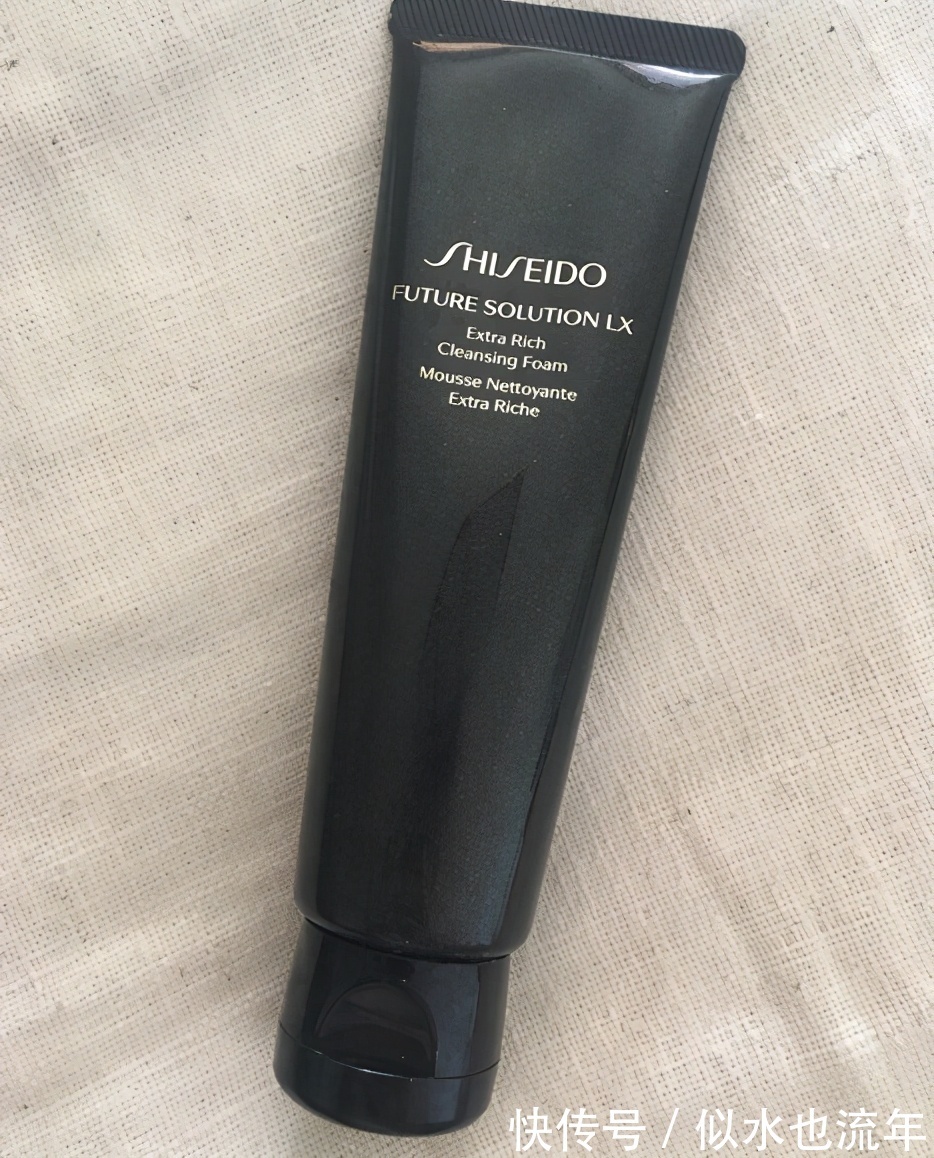 SHISEIDO
FUTURE SOLUTION LX
Extra Rich
Cleansing Foam
Mousse Nettoyante
Extra Riche
快传号 / 似水也流年